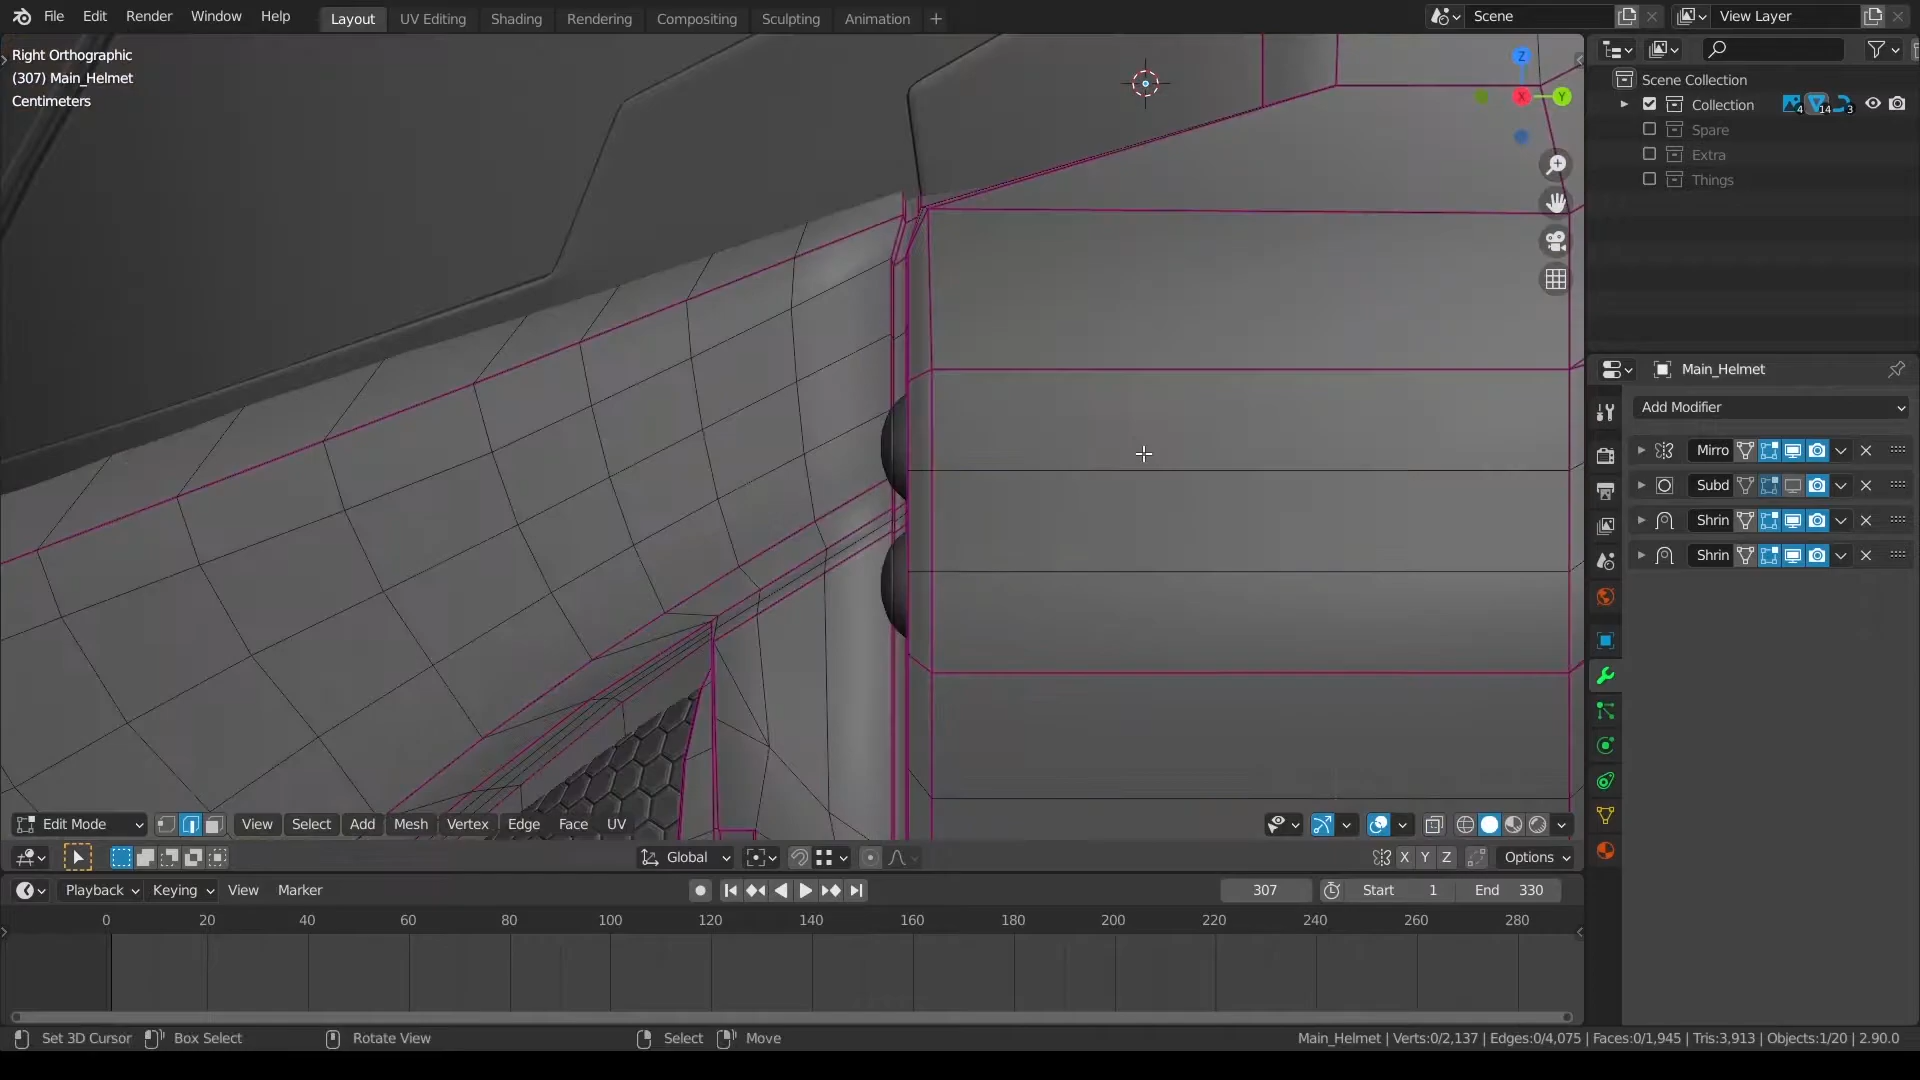 File Edit Render Window Help Layout UV Editing Shading Rendering Compositing Sculpting Animation + Scene View Layer
Right Orthographic
(307) Main_Helmet
Centimeters
Z
Y
X
Scene Collection
Collection 4 14 3
Spare
Extra
Things
Main_Helmet
Add Modifier
Mirro
Subd
Shrin
Shrin
Edit Mode View Select Add Mesh Vertex Edge Face UV
Global X Y Z Options
Playback Keying View Marker 307 Start 1 End 330
0 20 40 60 80 100 120 140 160 180 200 220 240 260 280
Set 3D Cursor Box Select Rotate View Select Move Main_Helmet | Verts:0/2,137 | Edges:0/4,075 | Faces:0/1,945 | Tris:3,913 | Objects:1/20 | 2.90.0